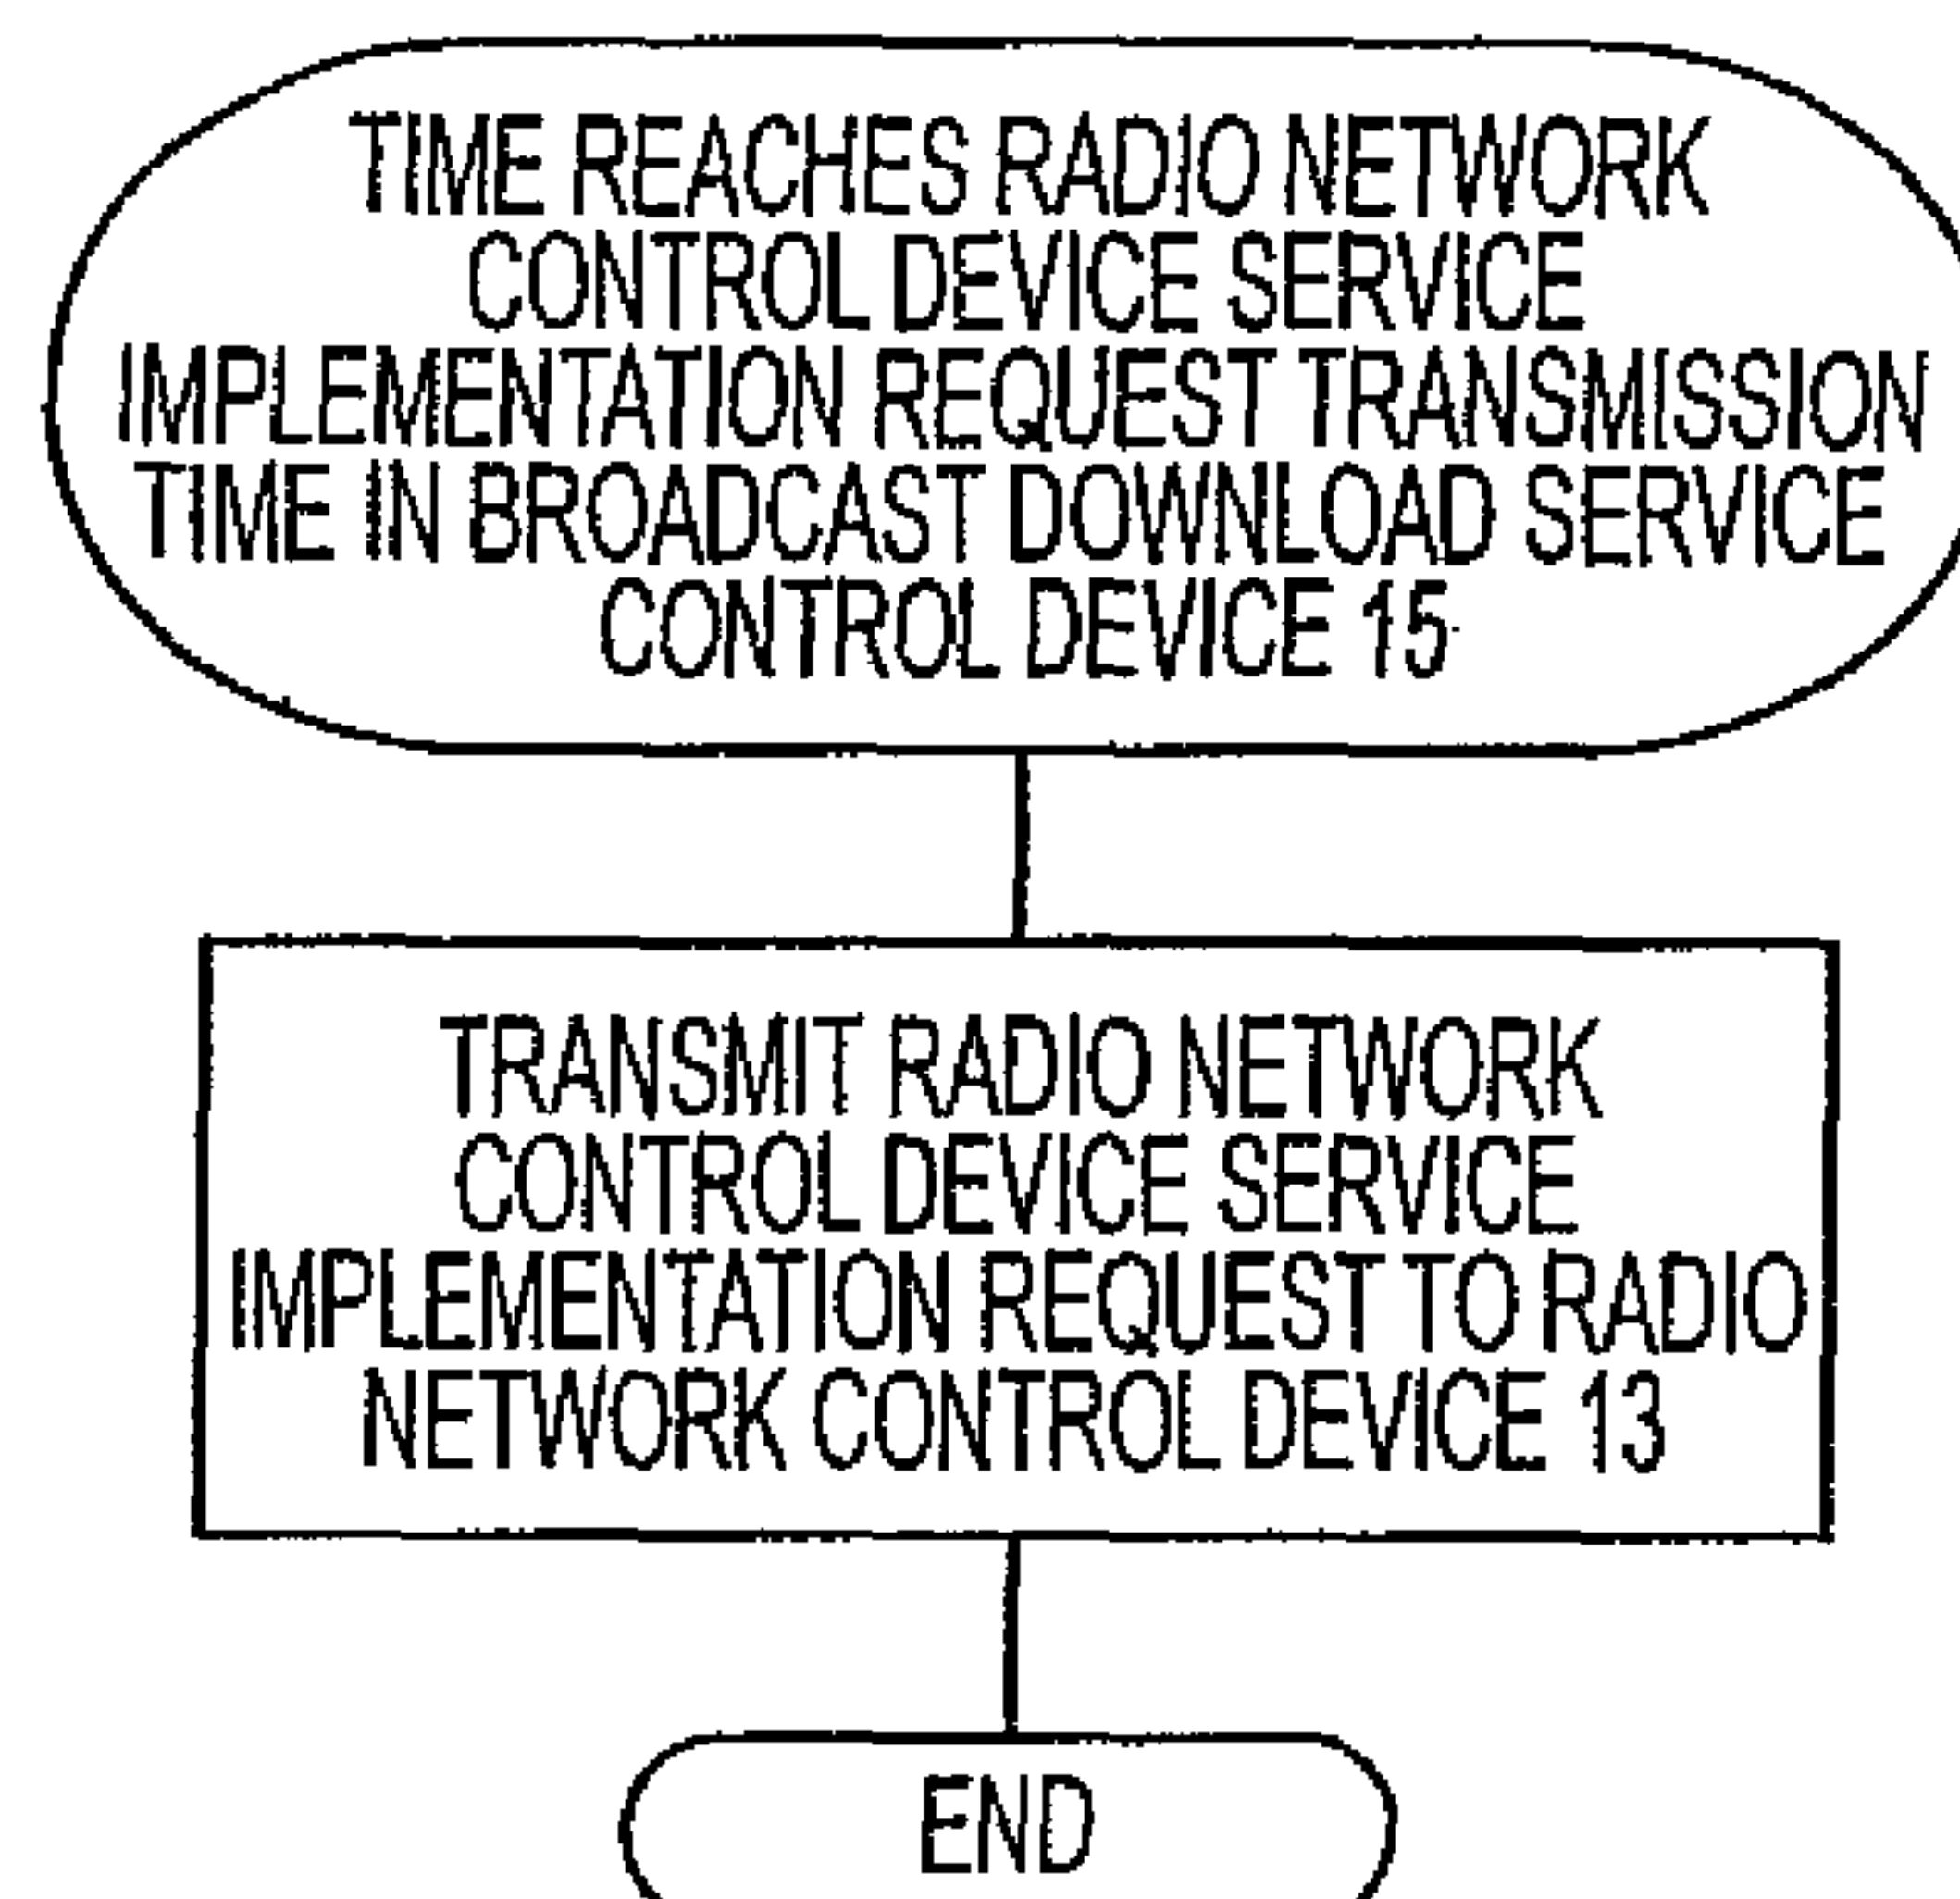 TIME REACHES RADIO NETWORK
CONTROL DEVICE SERVICE
IMPLEMENTATION REQUEST TRANSMISSION
TIME IN BROADCAST DOWNLOAD SERVICE
CONTROL DEVICE 15
TRANSMIT RADIO NETWORK
CONTROL DEVICE SERVICE
IMPLEMENTATION REQUEST TO RADIO
NETWORK CONTROL DEVICE 13
END